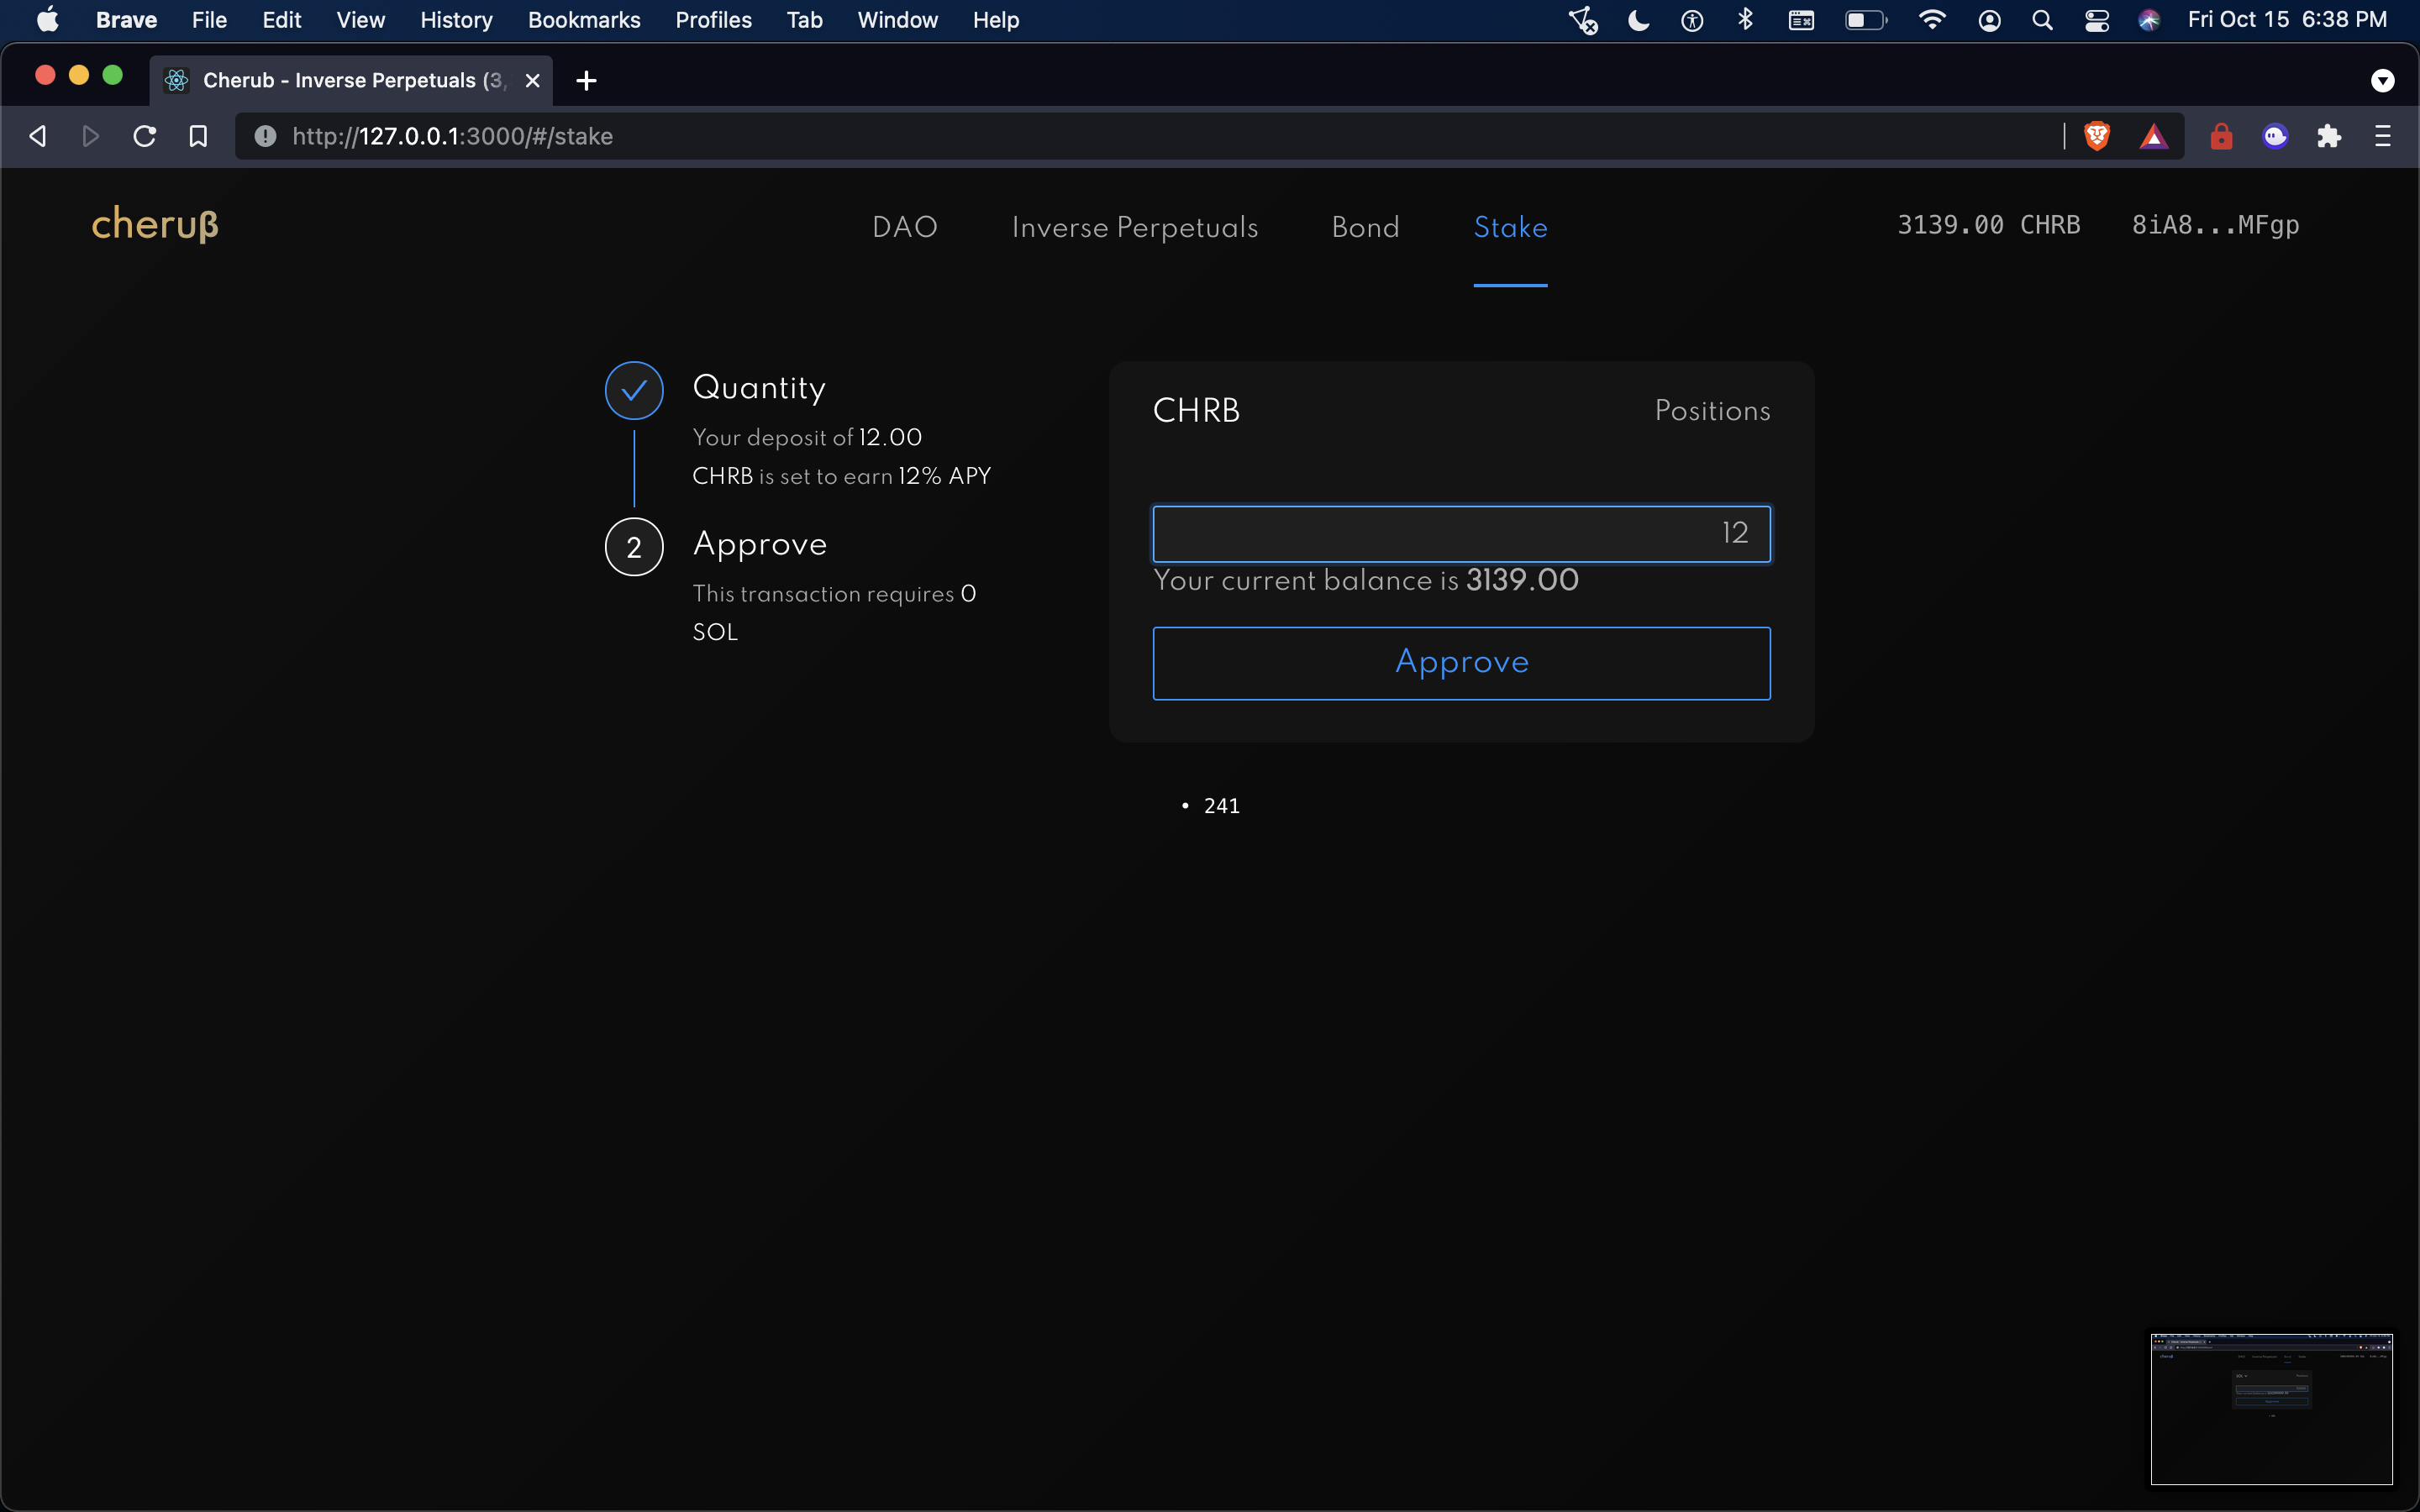 Brave File Edit View History Bookmarks Profiles Tab Window Help Fri Oct 15 6:38 PM
Cherub - Inverse Perpetuals (3,
http://127.0.0.1:3000/#/stake
cheruβ DAO Inverse Perpetuals Bond Stake 3139.00 CHRB 8iA8...MFgp
Quantity
Your deposit of 12.00
CHRB is set to earn 12% APY
2 Approve
This transaction requires 0
SOL
CHRB Positions
12
Your current balance is 3139.00
Approve
• 241